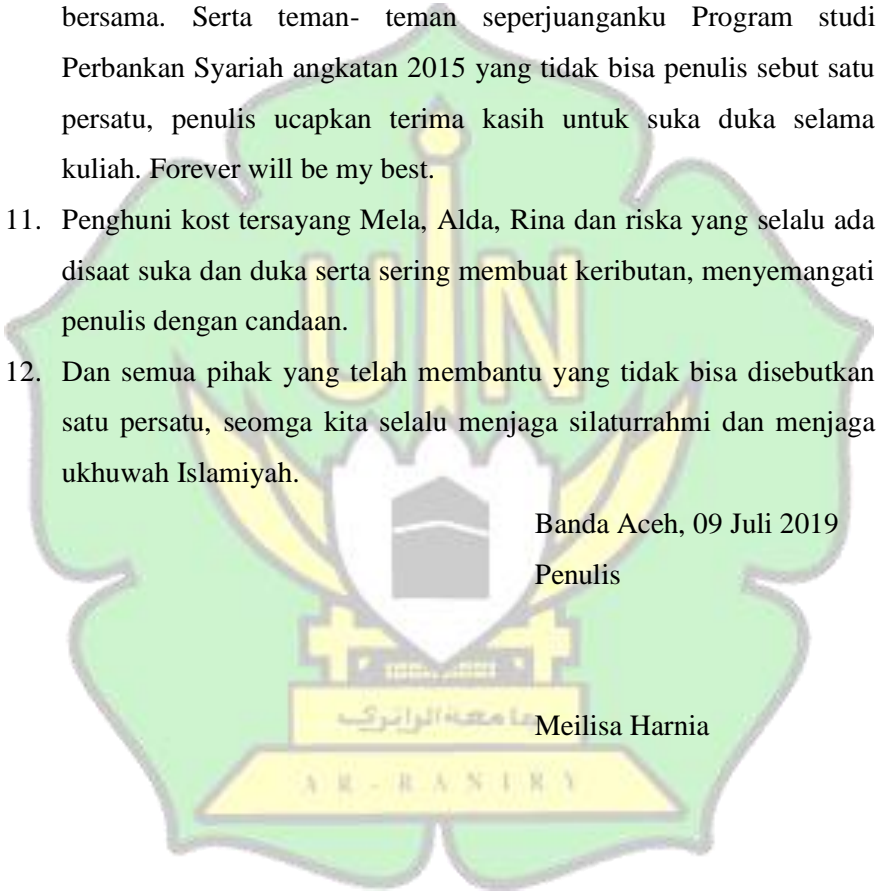 bersama. Serta teman- teman seperjuanganku Program studi
Perbankan Syariah angkatan 2015 yang tidak bisa penulis sebut satu
persatu, penulis ucapkan terima kasih untuk suka duka selama
kuliah. Forever will be my best.
11. Penghuni kost tersayang Mela, Alda, Rina dan riska yang selalu ada
disaat suka dan duka serta sering membuat keributan, menyemangati
penulis dengan candaan.
12. Dan semua pihak yang telah membantu yang tidak bisa disebutkan
satu persatu, seomga kita selalu menjaga silaturrahmi dan menjaga
ukhuwah Islamiyah.
UIN
Banda Aceh, 09 Juli 2019
Penulis
جامعة الرانري
Meilisa Harnia
AR-RANIRY